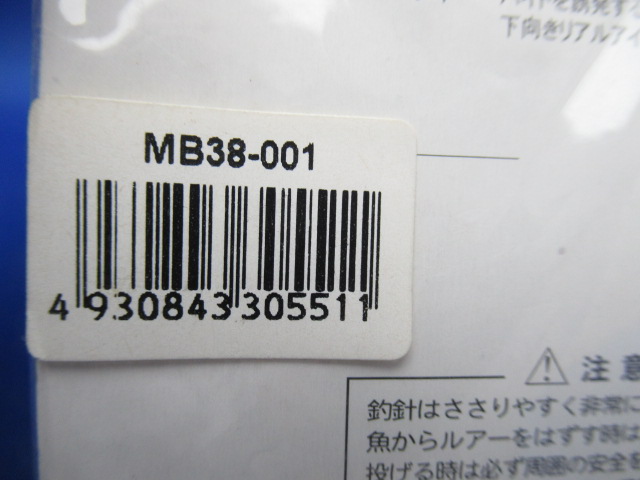 下向きリアルアイ
MB38-001
4 930843 305511
注意
釣針はささりやすく非常に
魚からルアーをはずす時は
投げる時は必ず周囲の安全を